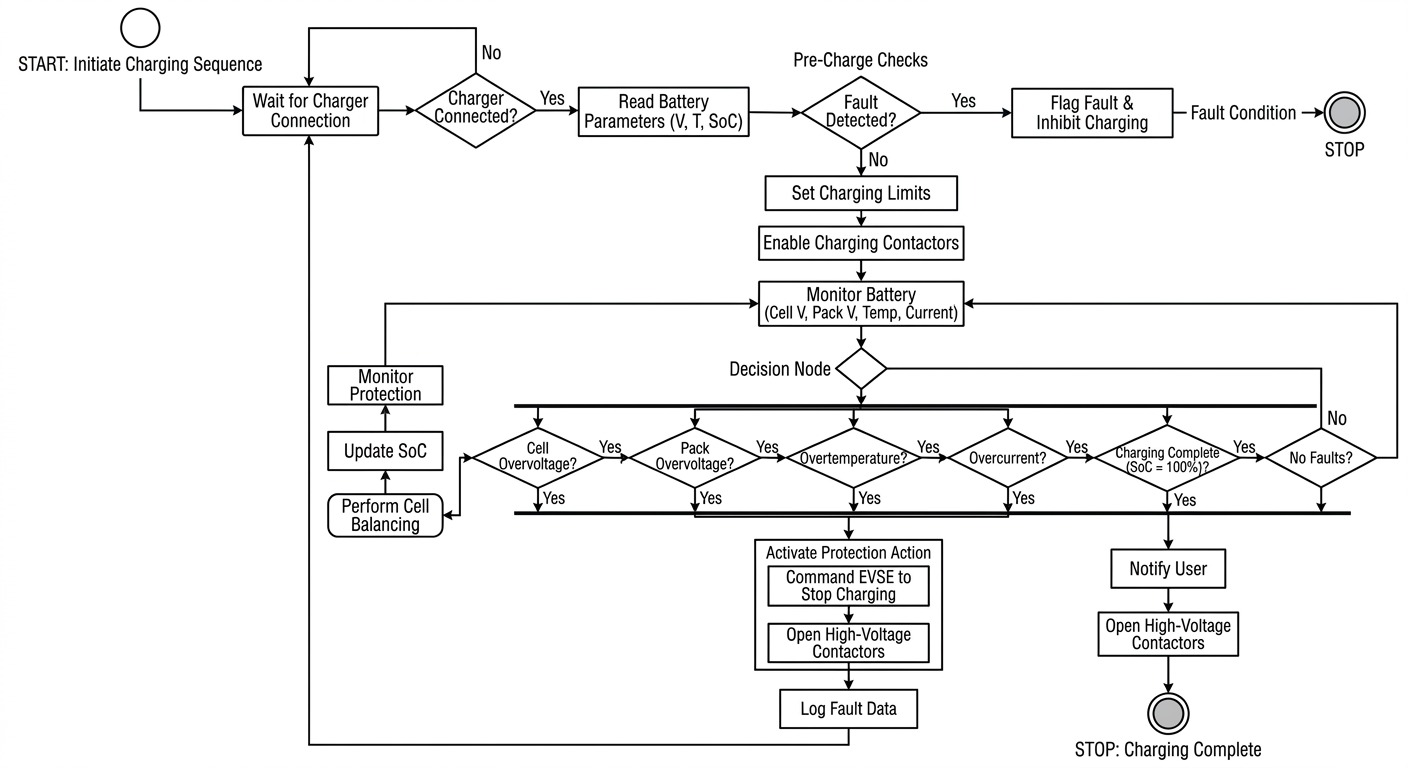 START: Initiate Charging Sequence
Wait for Charger
Connection
No
Charger
Connected?
Yes
Read Battery
Parameters (V, T, SoC)
Pre-Charge Checks
Fault
Detected?
Yes
Flag Fault &
Inhibit Charging
Fault Condition
STOP
No
Set Charging Limits
Enable Charging Contactors
Monitor Battery
(Cell V, Pack V, Temp, Current)
Decision Node
Monitor
Protection
Update SoC
Perform Cell
Balancing
Cell
Overvoltage?
Yes
Pack
Overvoltage?
Yes
Overtemperature?
Yes
Overcurrent?
Yes
Charging Complete
(SoC = 100%)?
Yes
No
No Faults?
Yes
Yes
Yes
Yes
Yes
Activate Protection Action
Command EVSE to
Stop Charging
Open High-Voltage
Contactors
Log Fault Data
Notify User
Open High-Voltage
Contactors
STOP: Charging Complete